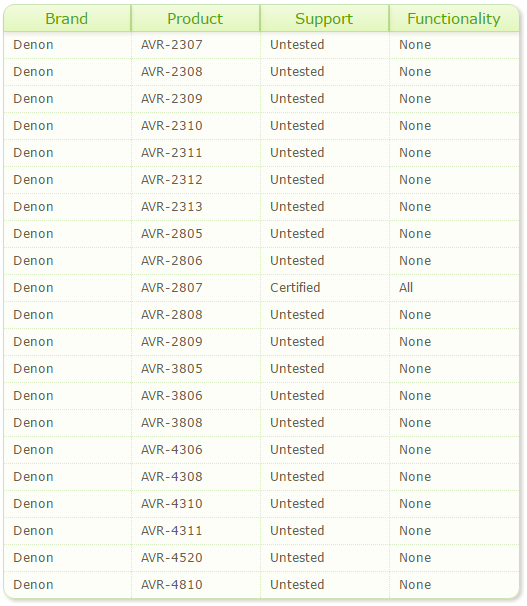 Brand Product Support Functionality
Denon AVR-2307 Untested None
Denon AVR-2308 Untested None
Denon AVR-2309 Untested None
Denon AVR-2310 Untested None
Denon AVR-2311 Untested None
Denon AVR-2312 Untested None
Denon AVR-2313 Untested None
Denon AVR-2805 Untested None
Denon AVR-2806 Untested None
Denon AVR-2807 Certified All
Denon AVR-2808 Untested None
Denon AVR-2809 Untested None
Denon AVR-3805 Untested None
Denon AVR-3806 Untested None
Denon AVR-3808 Untested None
Denon AVR-4306 Untested None
Denon AVR-4308 Untested None
Denon AVR-4310 Untested None
Denon AVR-4311 Untested None
Denon AVR-4520 Untested None
Denon AVR-4810 Untested None